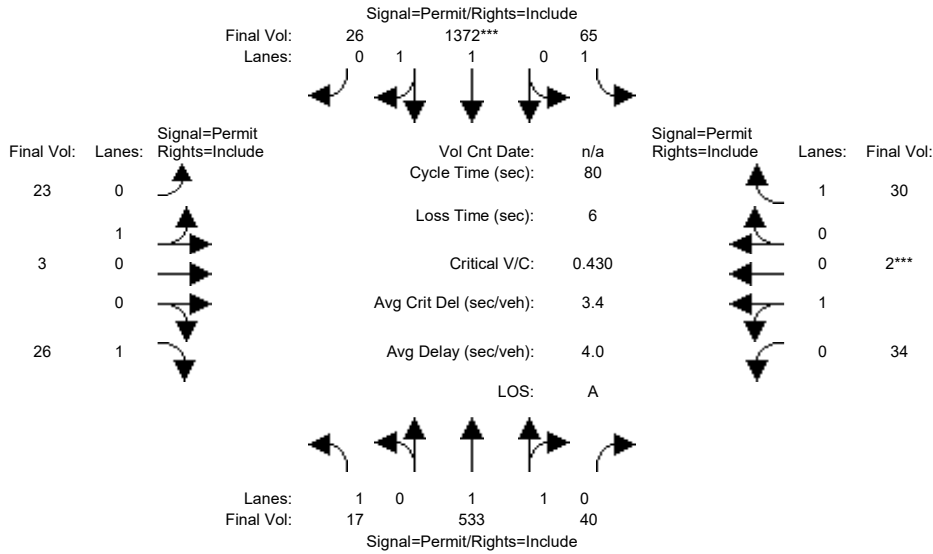 Signal=Permit/Rights=Include
Final Vol: 26 1372*** 65
Lanes: 0 1 1 0 1
Signal=Permit
Final Vol: Lanes: Rights=Include
Vol Cnt Date: n/a
Signal=Permit
Rights=Include Lanes: Final Vol:
Cycle Time (sec): 80
23 0
1 30
Loss Time (sec): 6
1
0
3 0
Critical V/C: 0.430
0 2***
0
Avg Crit Del (sec/veh): 3.4
1
26 1
Avg Delay (sec/veh): 4.0
0 34
LOS: A
Lanes: 1 0 1 1 0
Final Vol: 17 533 40
Signal=Permit/Rights=Include